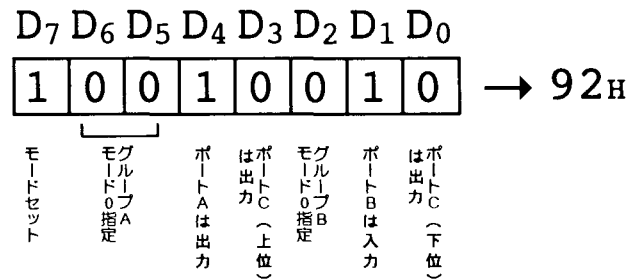 D7 D6 D5 D4 D3 D2 D1 D0
1 0 0 1 0 0 1 0 → 92H
モードセット
グループA
モード0指定
ポートAは出力
ポートC(上位)
は出力
グループB
モード0指定
ポートBは入力
ポートC(下位)
は出力